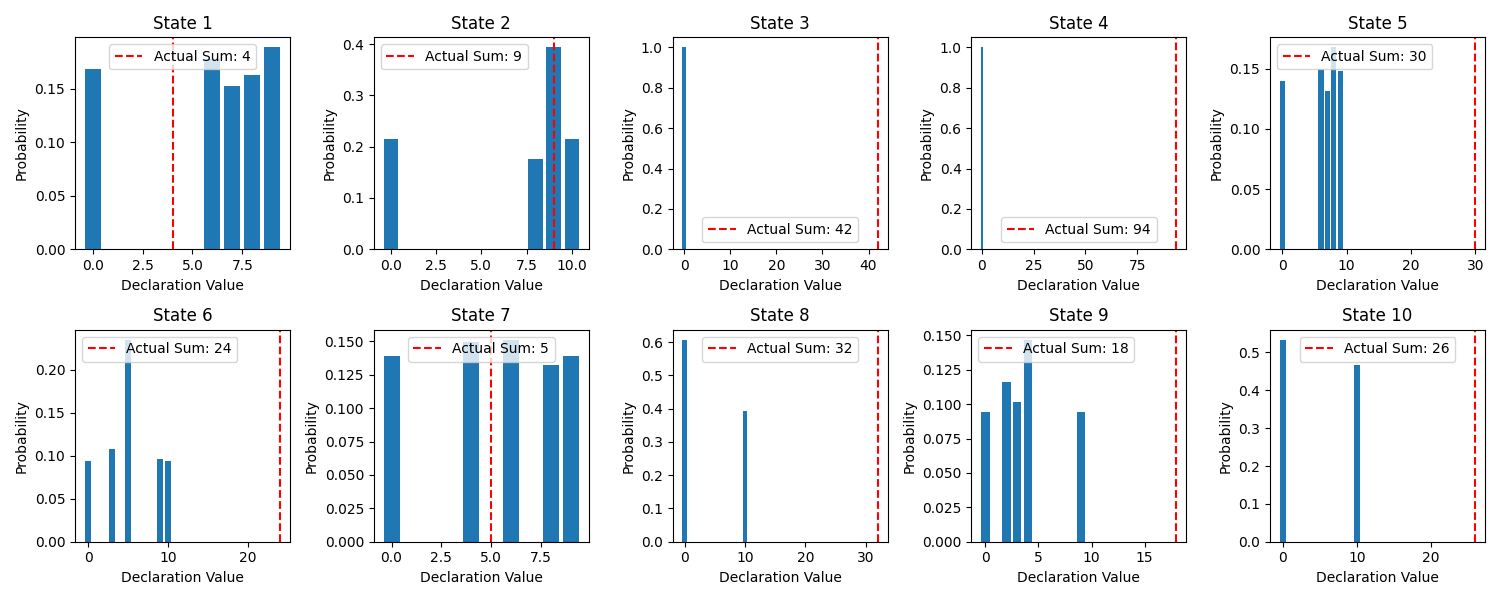 State 1
State 2
State 3
State 4
State 5
Actual Sum: 4
Actual Sum: 9
Actual Sum: 42
Actual Sum: 94
Actual Sum: 30
Probability
0.15
0.10
0.05
0.00
Probability
0.4
0.3
0.2
0.1
0.0
Probability
1.0
0.8
0.6
0.4
0.2
0.0
Probability
1.0
0.8
0.6
0.4
0.2
0.0
Probability
0.15
0.10
0.05
0.00
0.0 2.5 5.0 7.5
0.0 2.5 5.0 7.5 10.0
0 10 20 30 40
0 25 50 75
0 10 20 30
Declaration Value
Declaration Value
Declaration Value
Declaration Value
Declaration Value
State 6
State 7
State 8
State 9
State 10
Actual Sum: 24
Actual Sum: 5
Actual Sum: 32
Actual Sum: 18
Actual Sum: 26
Probability
0.20
0.15
0.10
0.05
0.00
Probability
0.150
0.125
0.100
0.075
0.050
0.025
0.000
Probability
0.6
0.5
0.4
0.3
0.2
0.1
0.0
Probability
0.150
0.125
0.100
0.075
0.050
0.025
0.000
Probability
0.5
0.4
0.3
0.2
0.1
0.0
0 10 20
0.0 2.5 5.0 7.5
0 10 20 30
0 5 10 15
0 10 20
Declaration Value
Declaration Value
Declaration Value
Declaration Value
Declaration Value